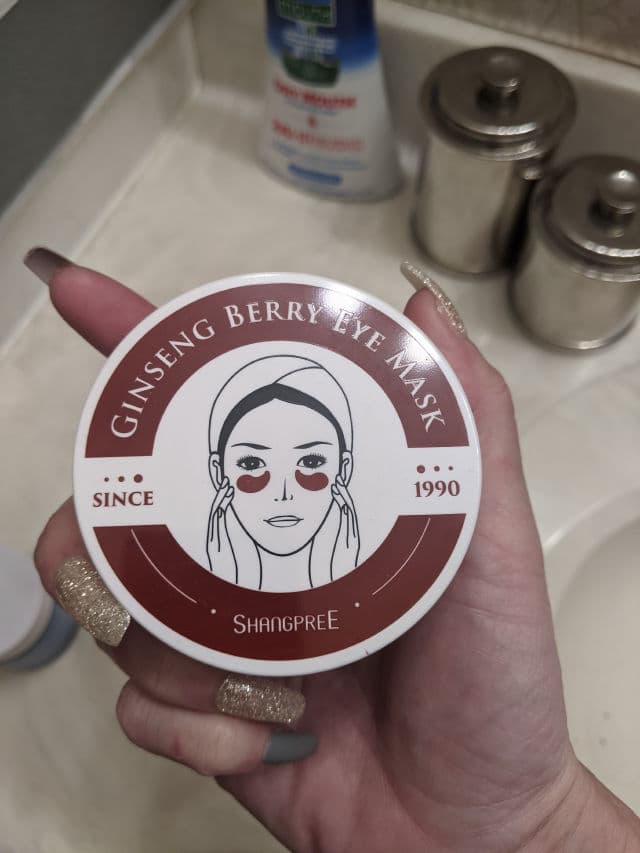 GINSENG BERRY EYE MASK
SINCE
1990
SHANGPREE